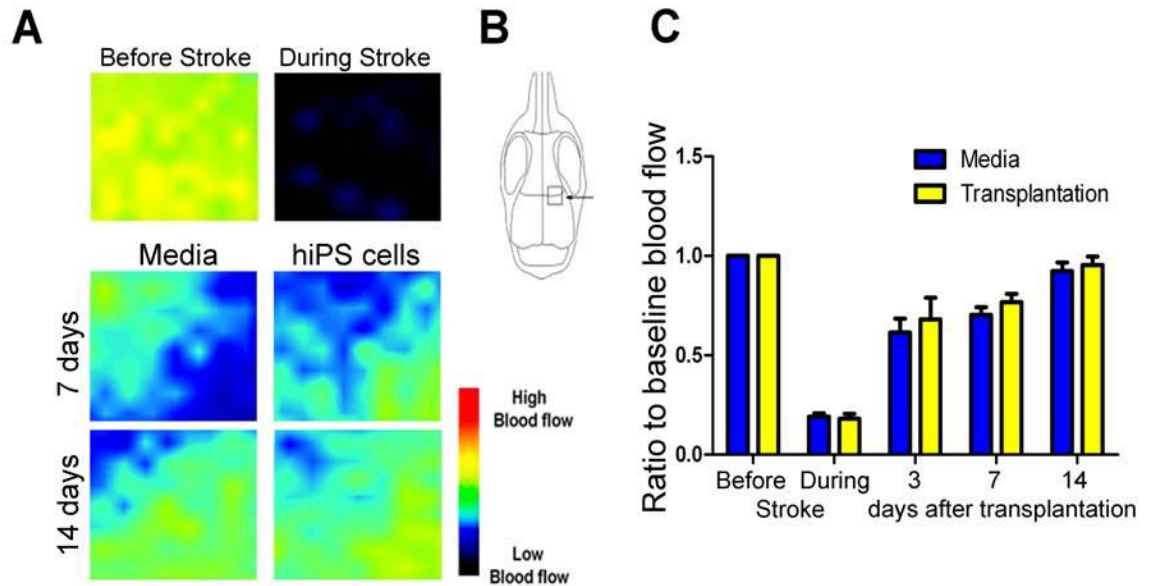 A
Before Stroke
During Stroke
Media
hiPS cells
7 days
14 days
High
Blood flow
Low
Blood flow
B
C
Ratio to baseline blood flow
1.5
1.0
0.5
0.0
Media
Transplantation
Before During 3 7 14
Stroke days after transplantation